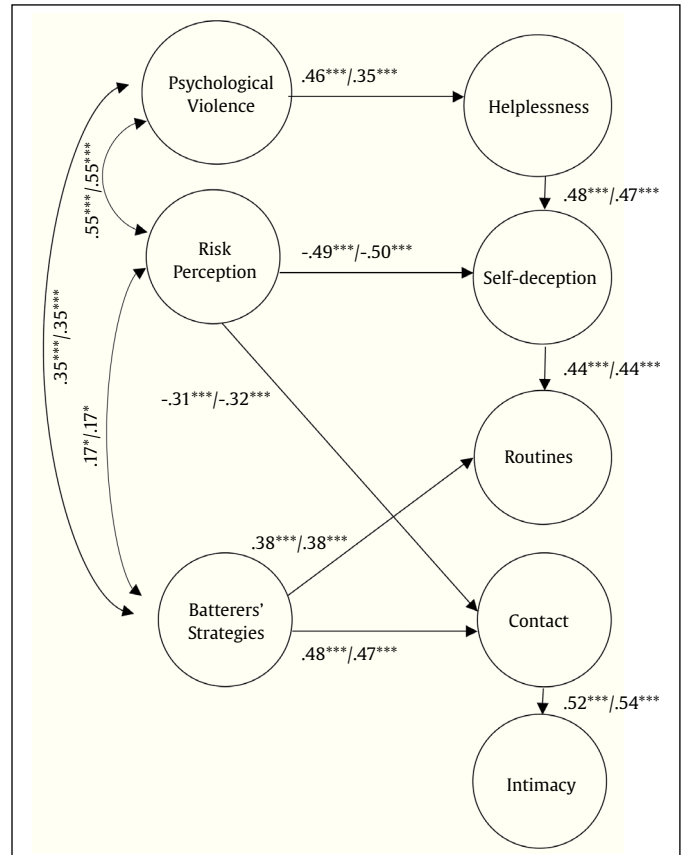 .46***/.35***
Psychological
Violence
Helplessness
.55***/.55***
.48***/.47***
Risk
Perception
-.49***/-.50***
Self-deception
.35***/.35***
.44***/.44***
-.31***/-.32***
.17*/.17*
Routines
.38***/.38***
Batterers’
Strategies
Contact
.48***/.47***
.52***/.54***
Intimacy